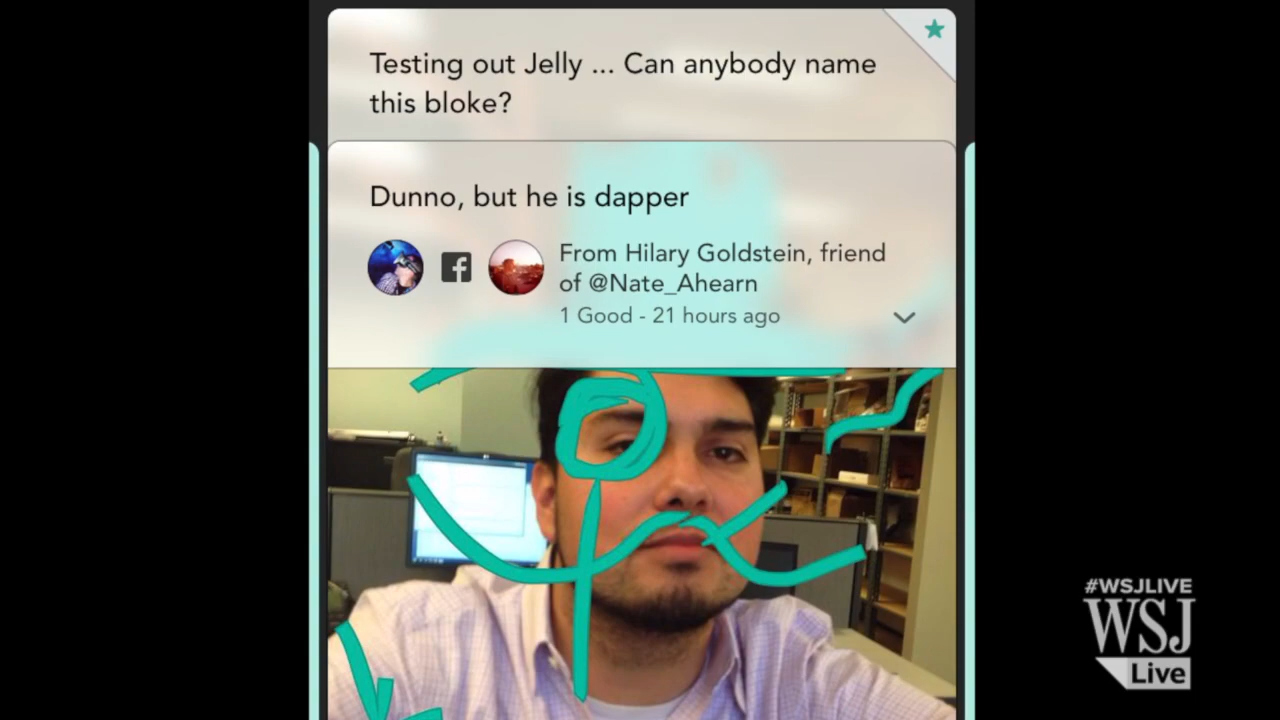 Testing out Jelly ... Can anybody name
this bloke?
Dunno, but he is dapper
From Hilary Goldstein, friend
of @Nate_Ahearn
1 Good - 21 hours ago
#WSJLIVE
WSJ
Live